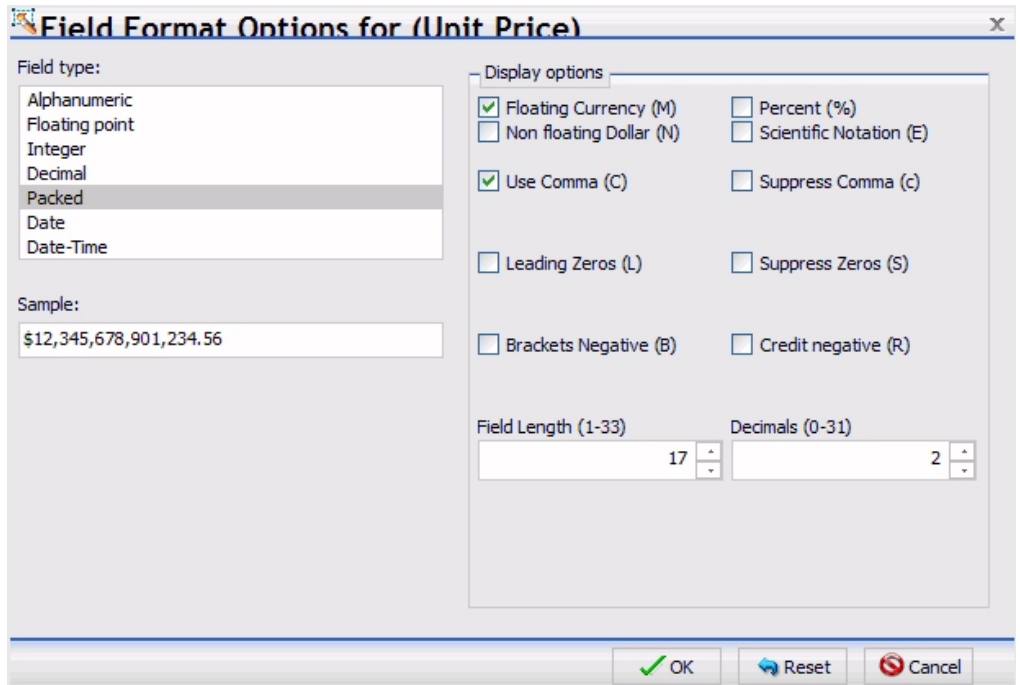 Field Format Options for (Unit Price)
Field type:
Alphanumeric
Floating point
Integer
Decimal
Packed
Date
Date-Time
Sample:
$12,345,678,901,234.56
Display options
Floating Currency (M)
Percent (%)
Non floating Dollar (N)
Scientific Notation (E)
Use Comma (C)
Suppress Comma (c)
Leading Zeros (L)
Suppress Zeros (S)
Brackets Negative (B)
Credit negative (R)
Field Length (1-33)
Decimals (0-31)
17
2
OK
Reset
Cancel